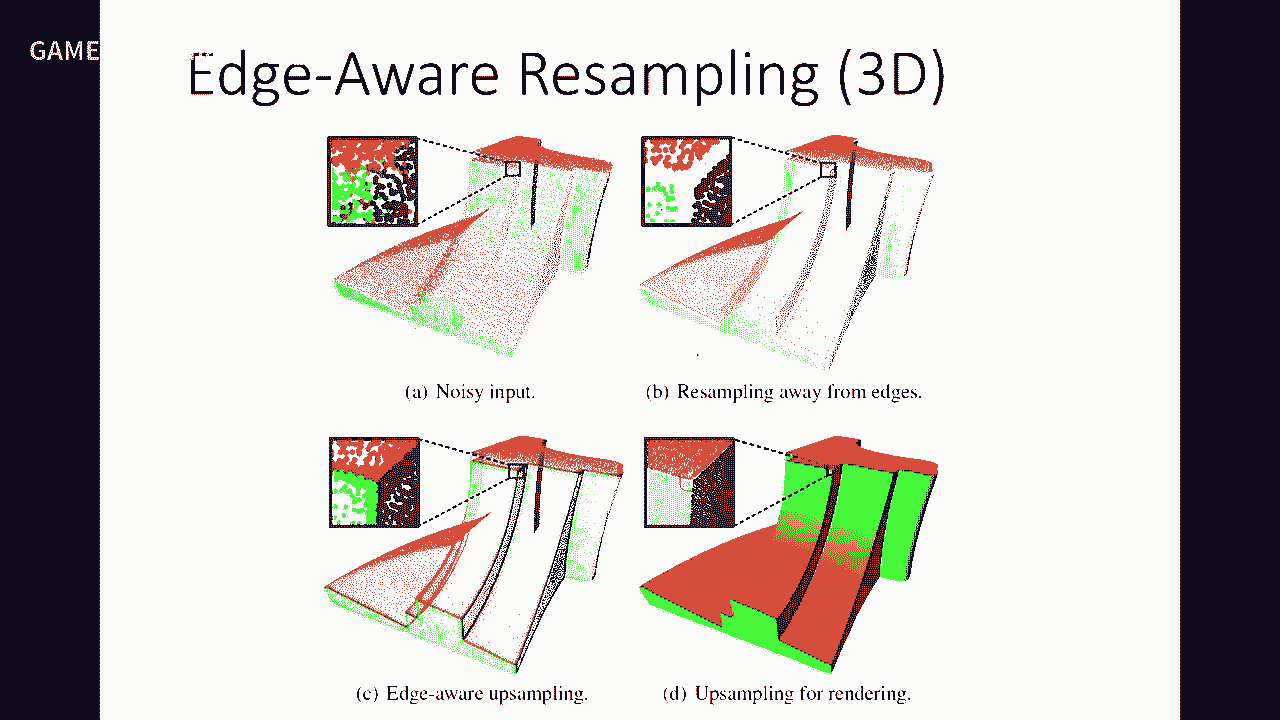 GAME
Edge-Aware Resampling (3D)
(a) Noisy input.
(b) Resampling away from edges.
(c) Edge-aware upsampling.
(d) Upsampling for rendering.